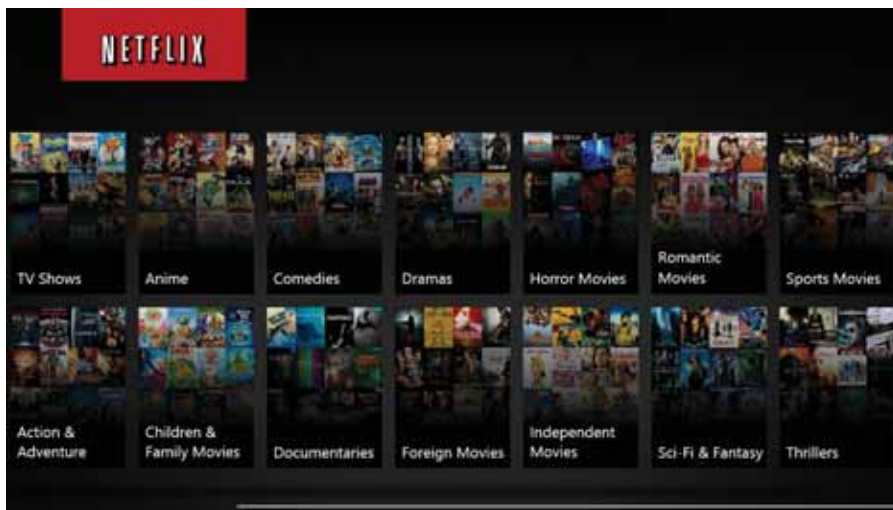 NETFLIX
TV Shows
Anime
Comedies
Dramas
Horror Movies
Romantic
Movies
Sports Movies
Action &
Adventure
Children &
Family Movies
Documentaries
Foreign Movies
Independent
Movies
Sci-Fi & Fantasy
Thrillers